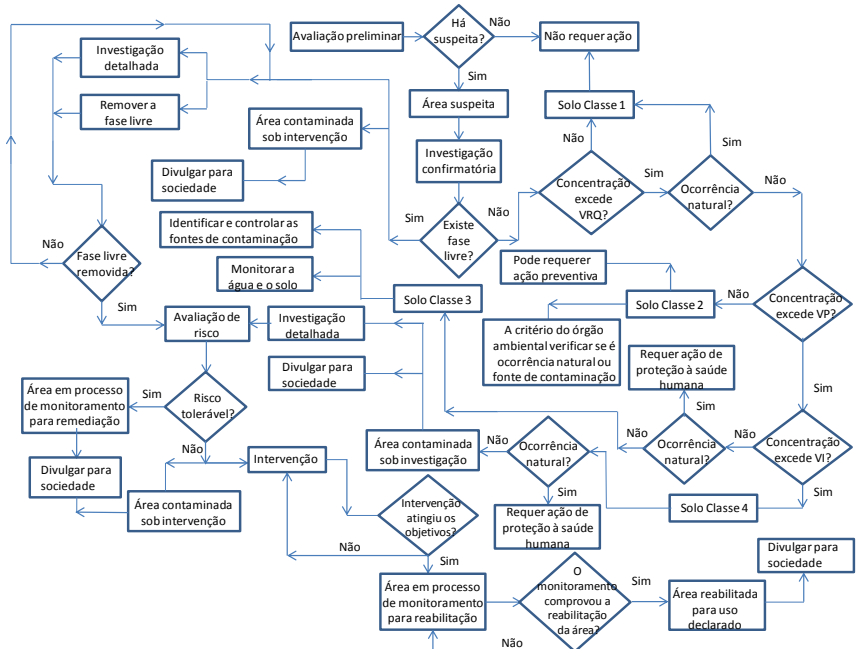 Avaliação preliminar
Há
suspeita?
Não
Não requer ação
Sim
Investigação
detalhada
Remover a
fase livre
Área suspeita
Solo Classe 1
Área contaminada
sob intervenção
Investigação
confirmatória
Não
Sim
Divulgar para
sociedade
Concentração
excede
VRQ?
Sim
Ocorrência
natural?
Não
Identificar e controlar as
fontes de contaminação
Sim
Existe
fase
livre?
Não
Não
Fase livre
removida?
Sim
Monitorar a
água e o solo
Pode requerer
ação preventiva
Solo Classe 3
Solo Classe 2
Não
Concentração
excede VP?
Avaliação de
risco
Investigação
detalhada
A critério do órgão
ambiental verificar se é
ocorrência natural ou
fonte de contaminação
Requer ação de
proteção à saúde
humana
Sim
Divulgar para
sociedade
Área em processo
de monitoramento
para remediação
Sim
Risco
tolerável?
Não
Sim
Área contaminada
sob investigação
Não
Ocorrência
natural?
Não
Ocorrência
natural?
Não
Concentração
excede VI?
Divulgar para
sociedade
Intervenção
Sim
Sim
Área contaminada
sob intervenção
Intervenção
atingiu os
objetivos?
Requer ação de
proteção à saúde
humana
Solo Classe 4
Não
Sim
Divulgar para
sociedade
Área em processo
de monitoramento
para reabilitação
O
monitoramento
comprovou a
reabilitação
da área?
Sim
Área reabilitada
para uso
declarado
Não